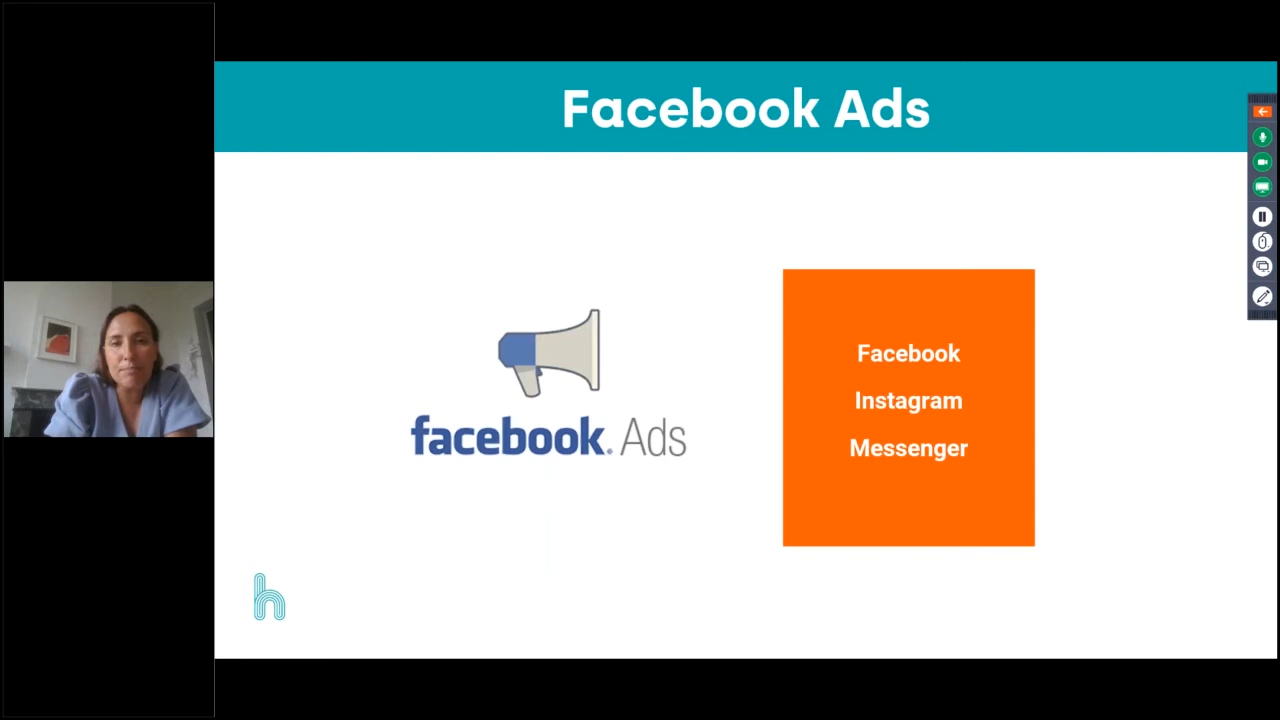 Facebook Ads
facebook. Ads
Facebook
Instagram
Messenger
h